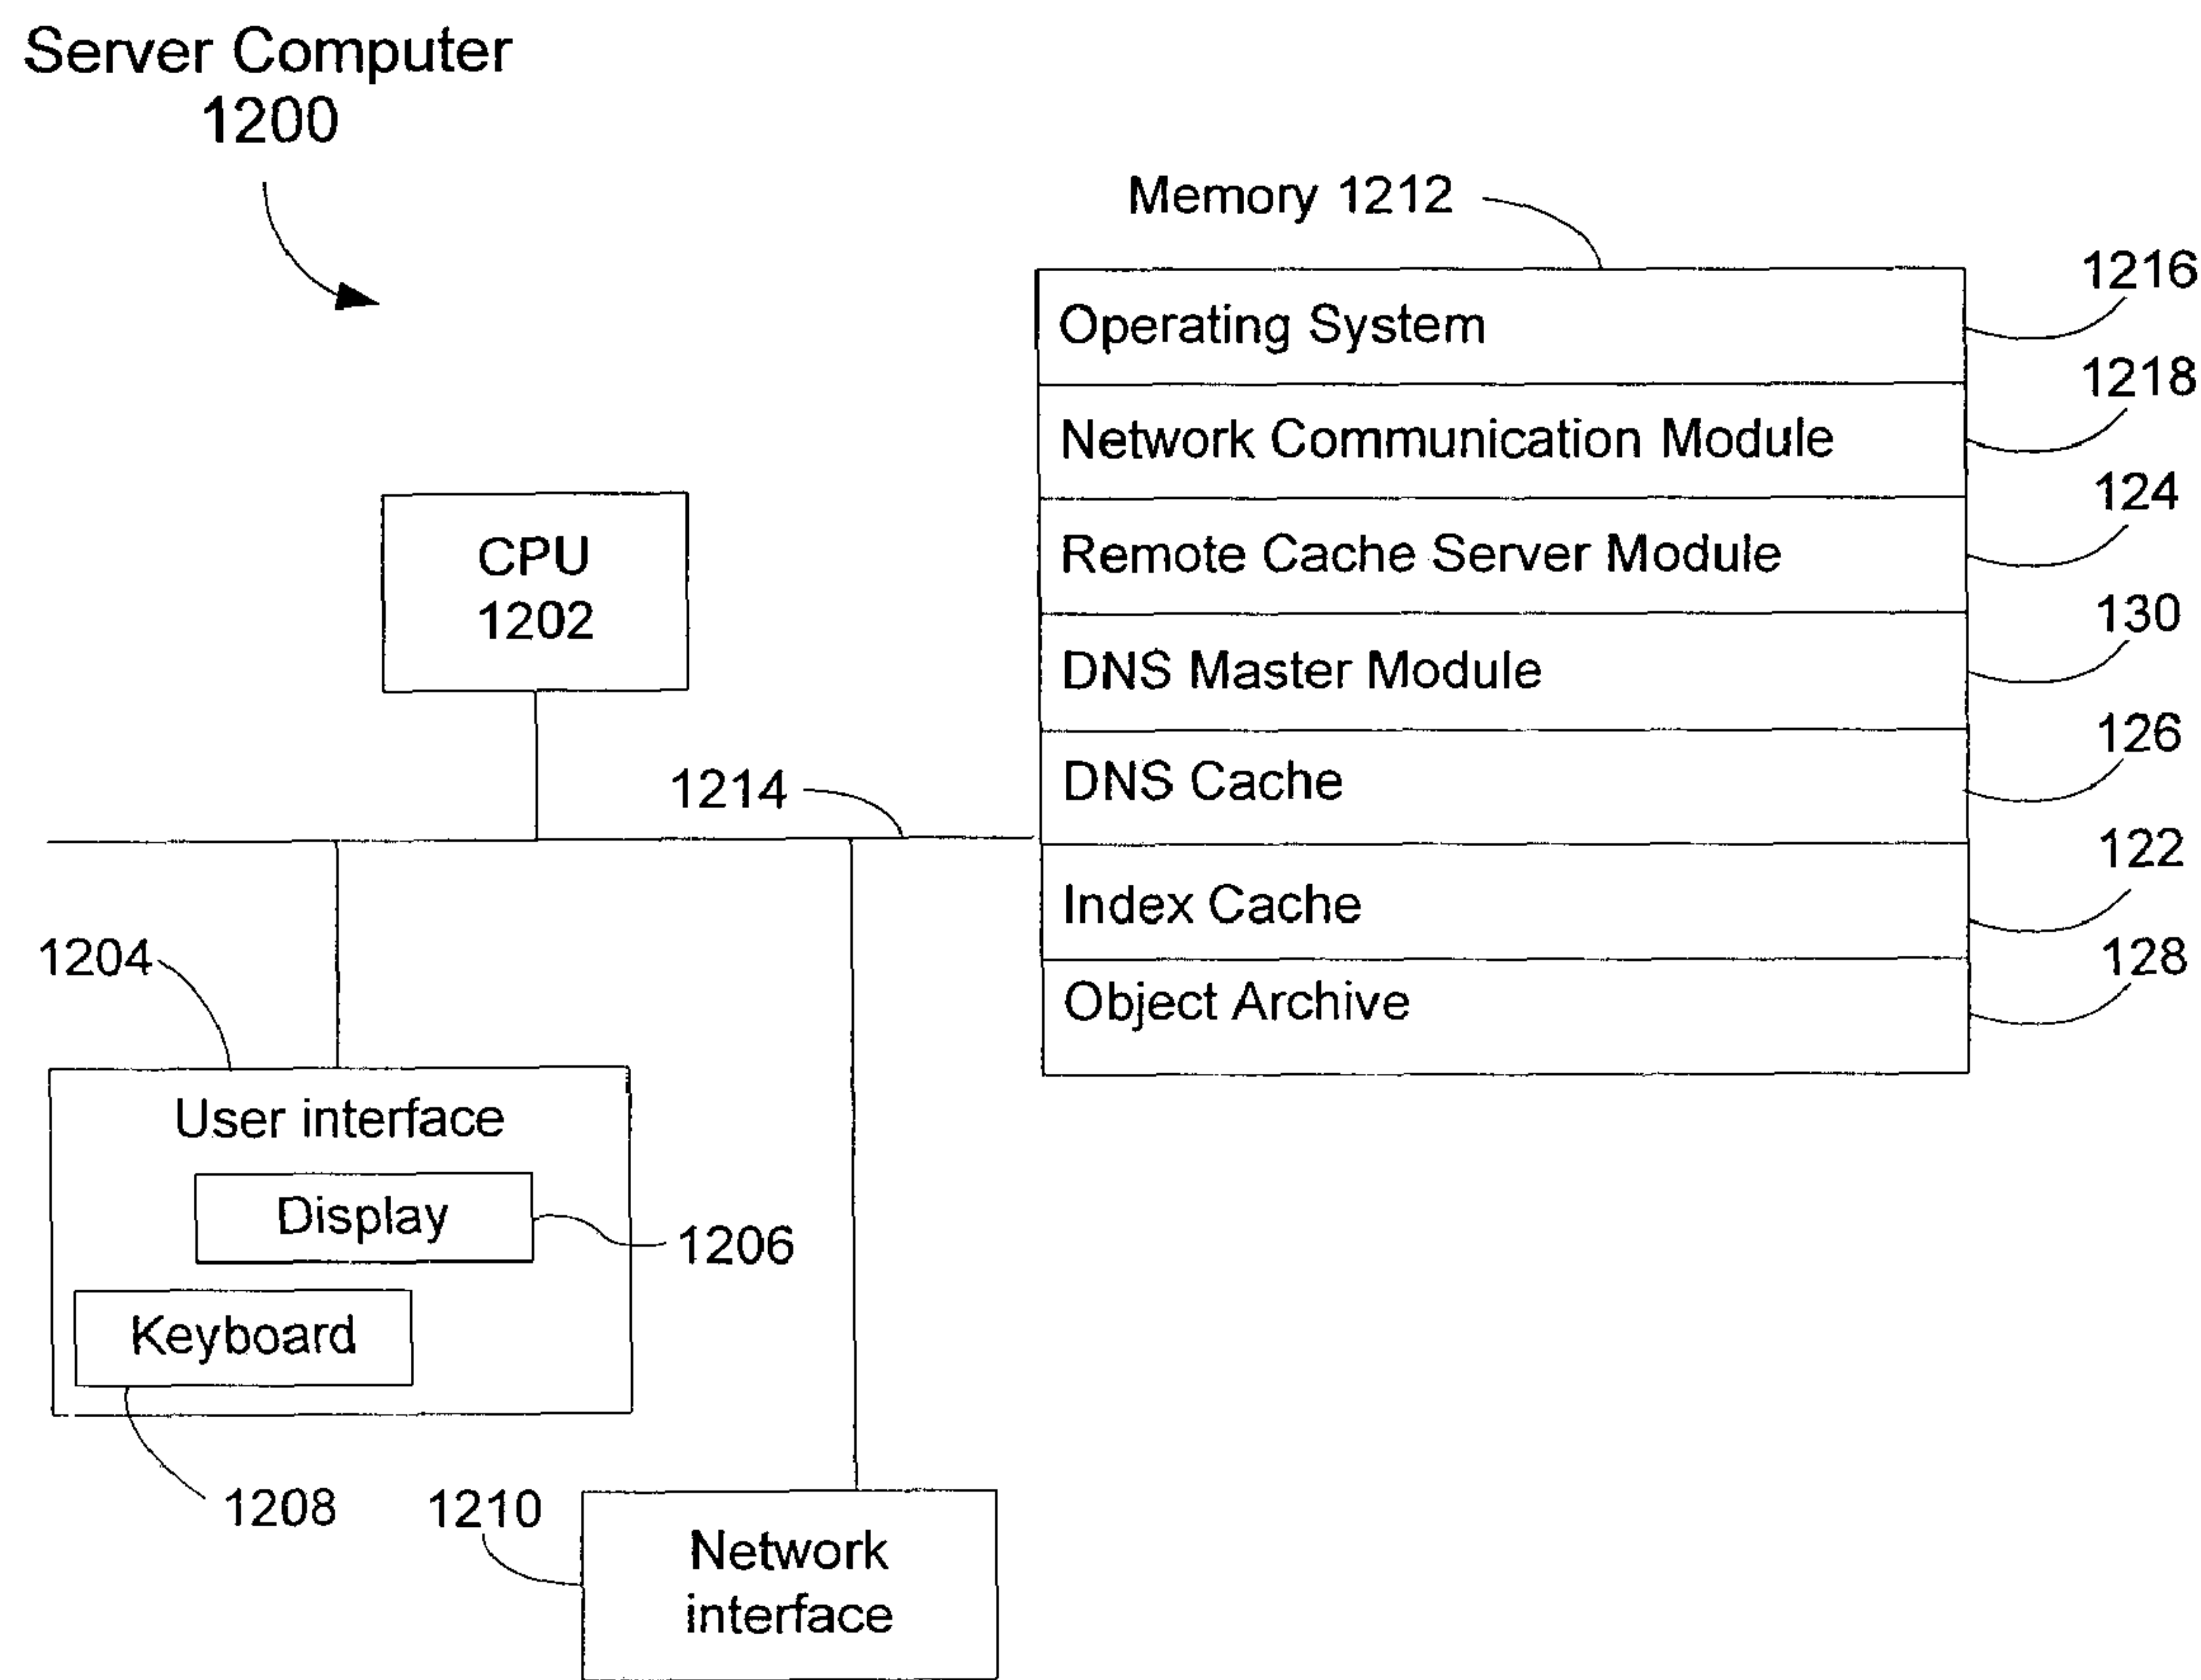 Server Computer
1200
Memory 1212
Operating System
1216
Network Communication Module
1218
Remote Cache Server Module
124
DNS Master Module
130
DNS Cache
126
Index Cache
122
Object Archive
128
CPU
1202
1214
1204
User interface
Display
1206
Keyboard
1208
1210
Network
interface